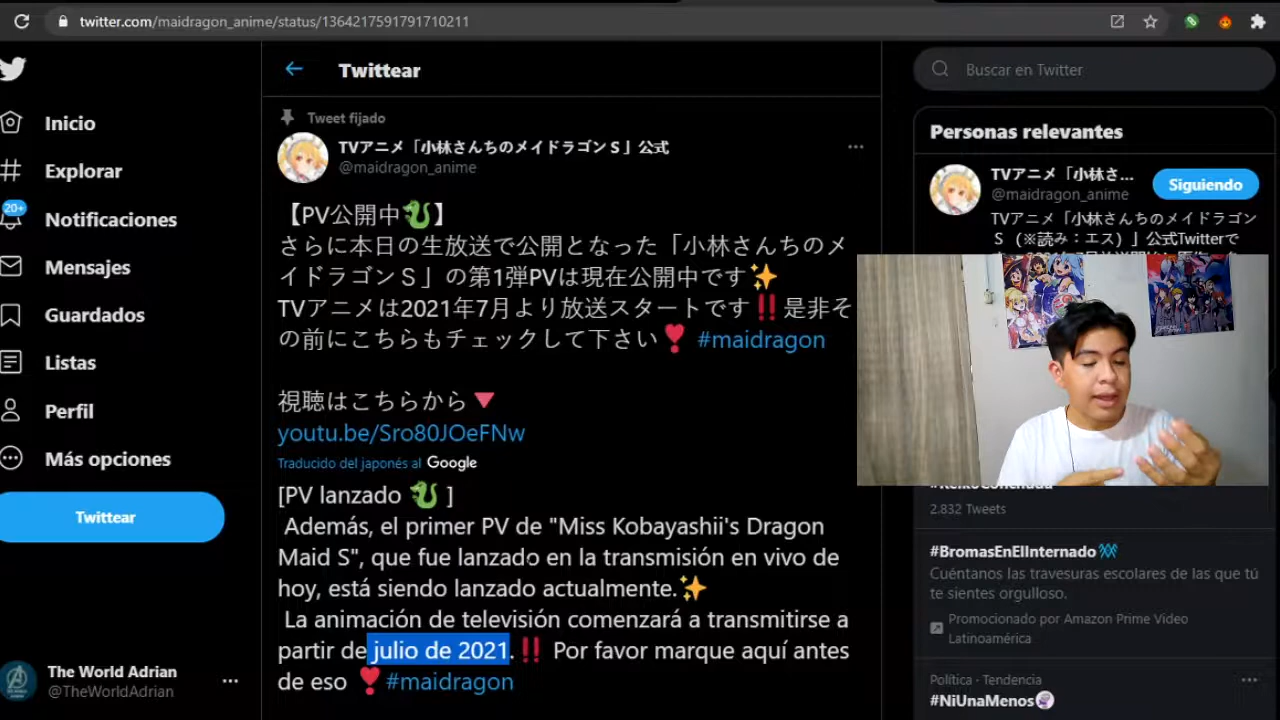 twitter.com/maidragon_anime/status/1364217591791710211
Inicio
Explorar
20+
Notificaciones
Mensajes
Guardados
Listas
Perfil
Más opciones
Twittear
The World Adrian
@TheWorldAdrian
Twittear
Tweet fijado
TVアニメ「小林さんちのメイドラゴンＳ」公式
@maidragon_anime
【PV公開中🐉】
さらに本日の生放送で公開となった「小林さんちのメ
イドラゴンＳ」の第1弾PVは現在公開中です✨
TVアニメは2021年7月より放送スタートです‼️是非そ
の前にこちらもチェックして下さい❣️ #maidragon
視聴はこちらから🔻
youtu.be/Sro80JOeFNw
Traducido del japonés al Google
[PV lanzado 🐉 ]
Además, el primer PV de "Miss Kobayashii's Dragon
Maid S", que fue lanzado en la transmisión en vivo de
hoy, está siendo lanzado actualmente.✨
La animación de televisión comenzará a transmitirse a
partir de julio de 2021.‼️ Por favor marque aquí antes
de eso ❣️ #maidragon
Buscar en Twitter
Personas relevantes
TVアニメ「小林さ...
@maidragon_anime
Siguiendo
TVアニメ「小林さんちのメイドラゴン
Ｓ（※読み：エス）」公式Twitterで
2.832 Tweets
#BromasEnElInternado
Cuéntanos las travesuras escolares de las que tú
te sientes orgulloso.
Promocionado por Amazon Prime Video
Latinoamérica
Política · Tendencia
#NiUnaMenos